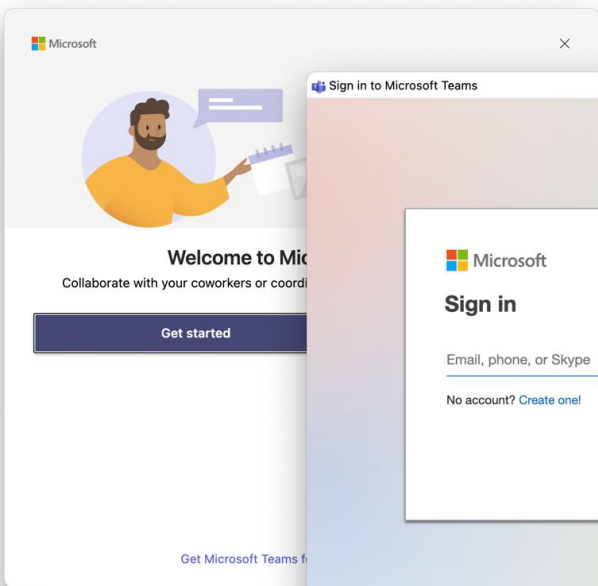 Microsoft
Sign in to Microsoft Teams
Welcome to Mic
Collaborate with your coworkers or coordi
Get started
Get Microsoft Teams f
Microsoft
Sign in
Email, phone, or Skype
No account? Create one!